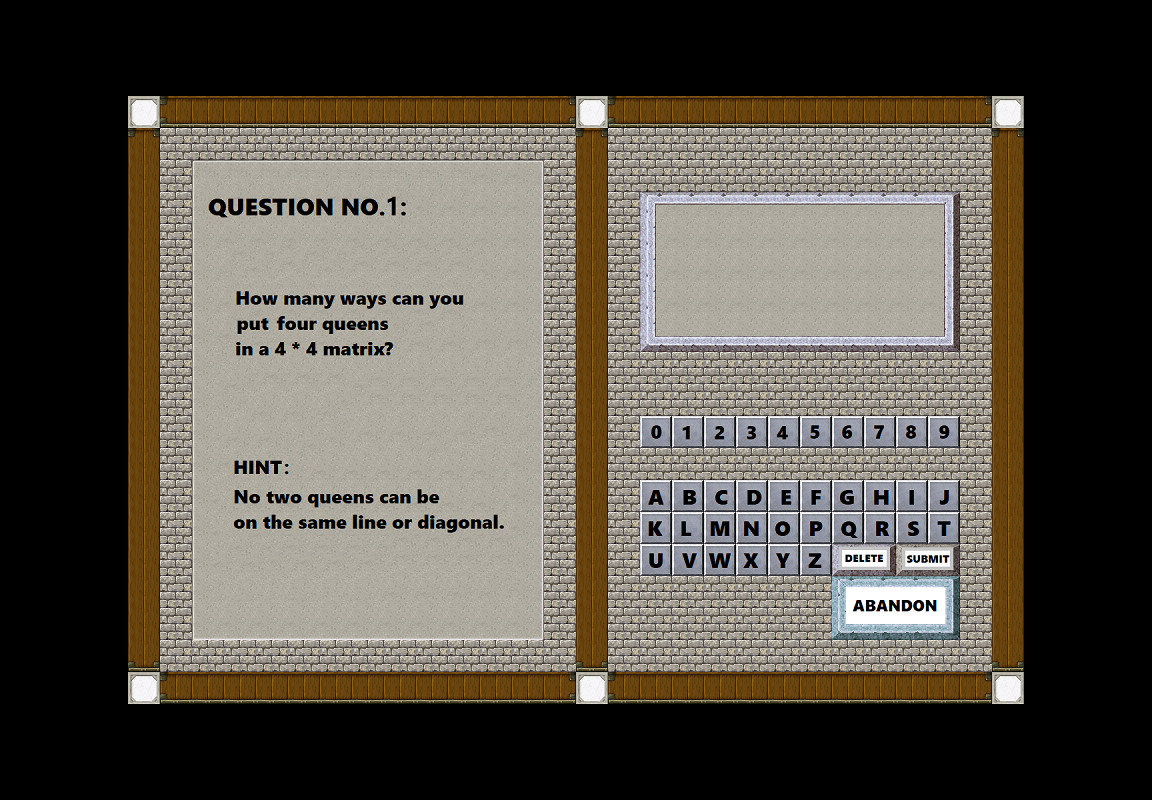 QUESTION NO.1:
How many ways can you
put four queens
in a 4 * 4 matrix?
HINT:
No two queens can be
on the same line or diagonal.
0 1 2 3 4 5 6 7 8 9
A B C D E F G H I J
K L M N O P Q R S T
U V W X Y Z DELETE SUBMIT
ABANDON